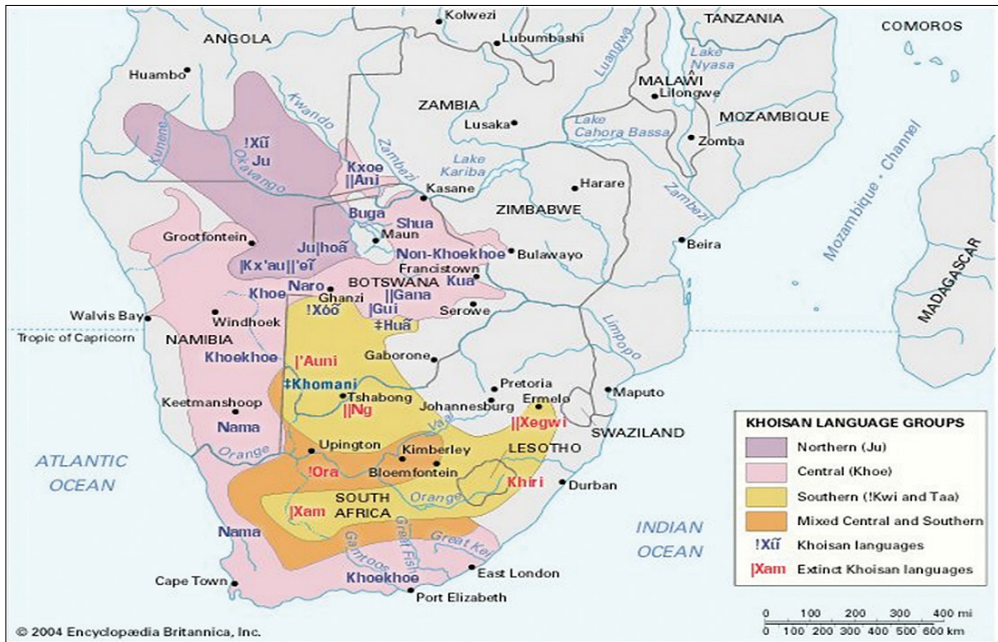 Kolwezi
TANZANIA
COMOROS
ANGOLA
Lubumbashi
Luangwa
Lake
Nyasa
Huambo
MALAWI
Lilongwe
Kwando
ZAMBIA
MOZAMBIQUE
Lusaka
Lake
Cahora Bassa
Zomba
Kunene
!Xũ
Ju
Okavango
Zambezi
Kxoe
||Ani
Lake
Kariba
Kasane
Harare
Zambezi
Mozambique Channel
Buga
Shua
ZIMBABWE
Grootfontein
Maun
Beira
Ju|hoã
Non-Khoekhoe
Bulawayo
|Kx'au||'eĩ
Francistown
MADAGASCAR
Naro
BOTSWANA
Kua
Khoe
Ghanzi
||Gana
!Xóõ
|Gui
Serowe
Walvis Bay
Windhoek
‡Huã
Limpopo
Tropic of Capricorn
NAMIBIA
Khoekhoe
|'Auni
Gaborone
‡Khomani
Pretoria
Keetmanshoop
Tshabong
Johannesburg
Ermelo
Maputo
||Ng
Nama
Vaal
||Xegwi
SWAZILAND
Orange
Upington
Kimberley
LESOTHO
ATLANTIC
OCEAN
!Ora
Bloemfontein
Khiri
Durban
|Xam
SOUTH
AFRICA
Orange
Nama
Gamtoos
Great Fish
Great Kei
INDIAN
OCEAN
Cape Town
Khoekhoe
East London
Port Elizabeth
KHOISAN LANGUAGE GROUPS
Northern (Ju)
Central (Khoe)
Southern (!Kwi and Taa)
Mixed Central and Southern
!Xũ Khoisan languages
|Xam Extinct Khoisan languages
0 100 200 300 400 mi
0 100 200 300 400 500 600 km
© 2004 Encyclopædia Britannica, Inc.